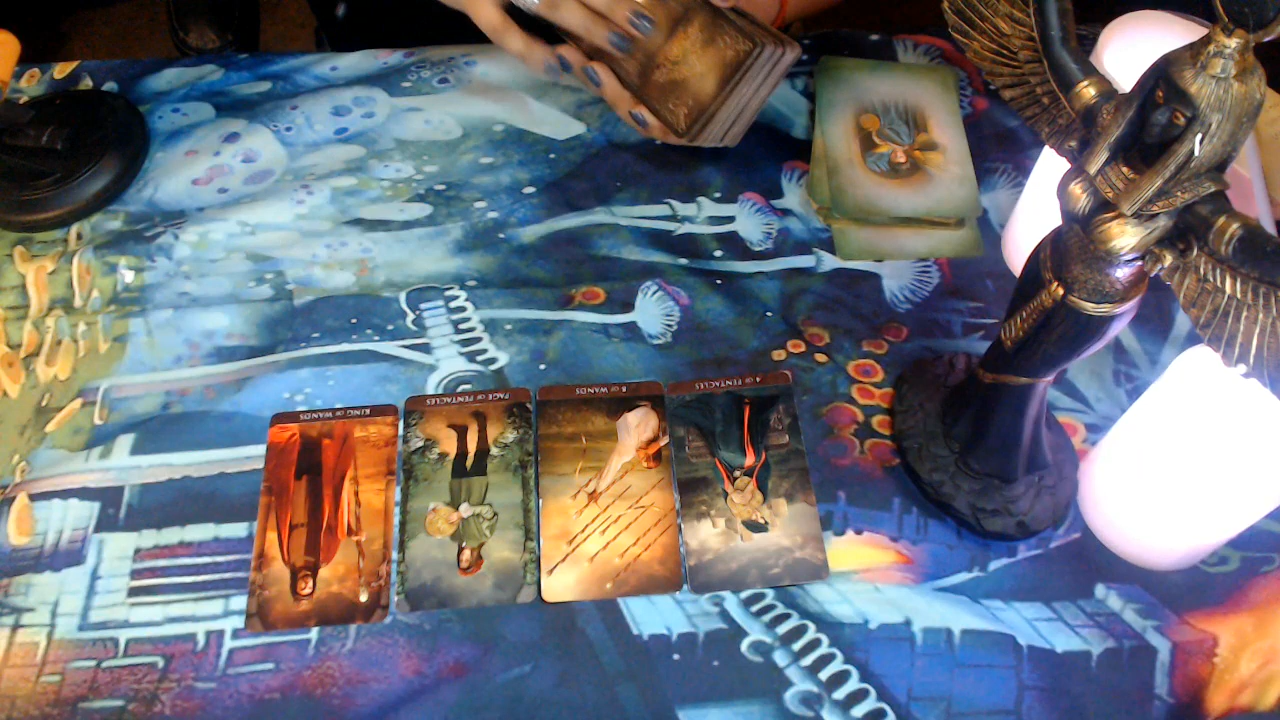 KING OF WANDS
PAGE OF PENTACLES
8 OF WANDS
4 OF PENTACLES